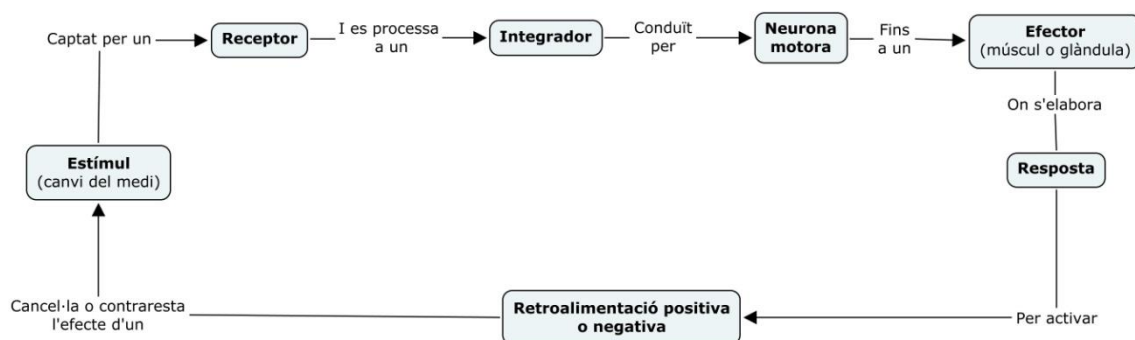 Captat per un
Receptor
I es processa
a un
Integrador
Conduït
per
Neurona
motora
Fins
a un
Efector
(múscul o glàndula)
On s'elabora
Resposta
Per activar
Retroalimentació positiva
o negativa
Cancel·la o contraresta
l'efecte d'un
Estímul
(canvi del medi)